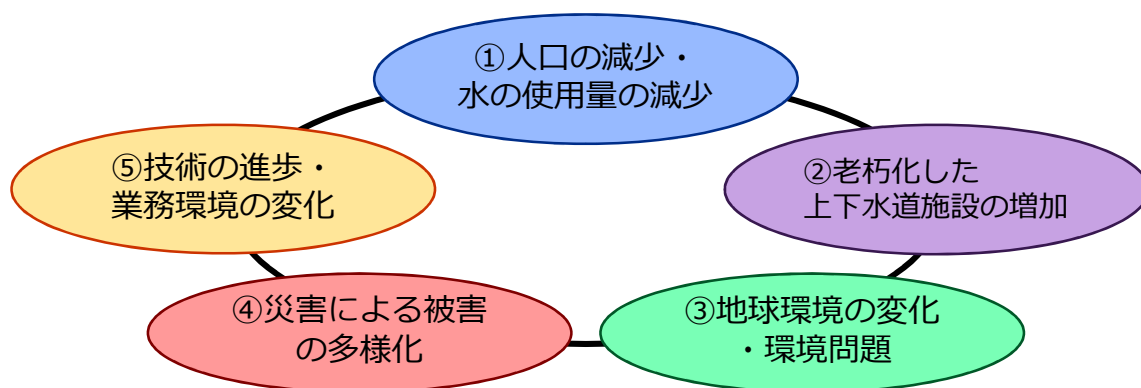 ①人口の減少・
水の使用量の減少
②老朽化した
上下水道施設の増加
③地球環境の変化
・環境問題
④災害による被害
の多様化
⑤技術の進歩・
業務環境の変化